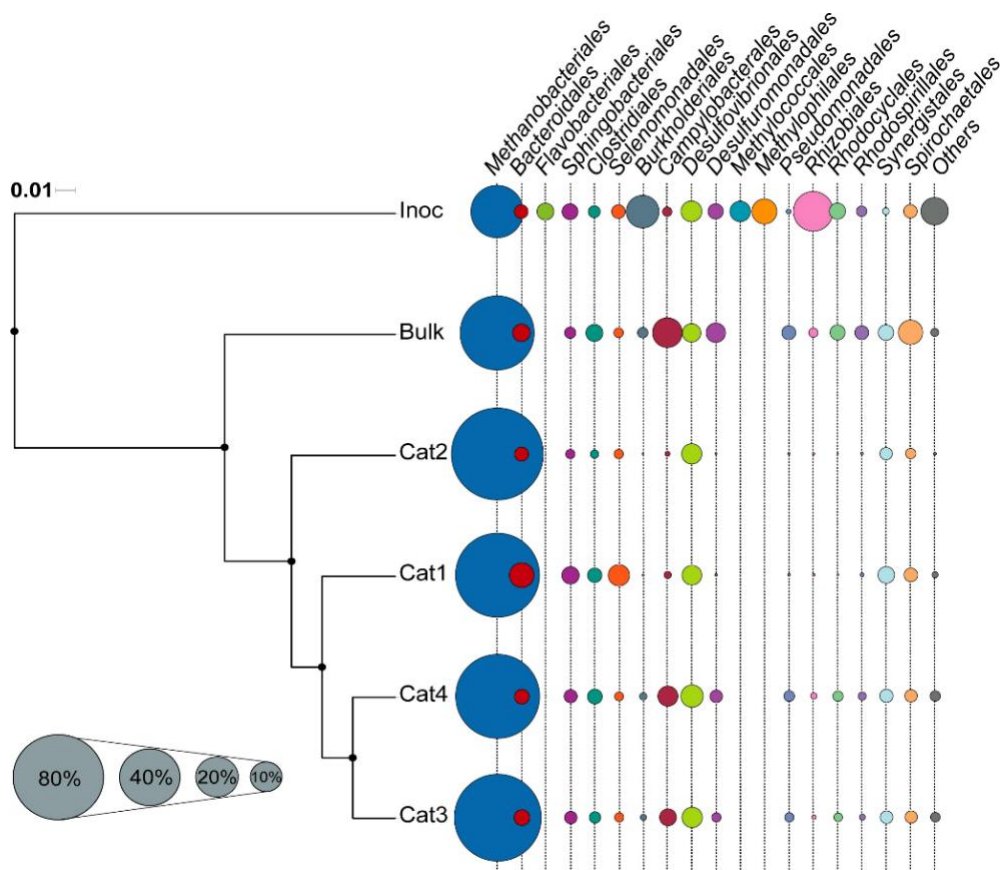 Methanobacteriales
Bacteroidales
Flavobacteriales
Sphingobacteriales
Clostridiales
Selenomonadales
Burkholderiales
Campylobacterales
Desulfovibrionales
Desulfuromonadales
Methylococcales
Methylophilales
Pseudomonadales
Rhizobiales
Rhodocyclales
Rhodospirillales
Synergistales
Spirochaetales
Others
0.01
Inoc
Bulk
Cat2
Cat1
Cat4
Cat3
80% 40% 20% 10%